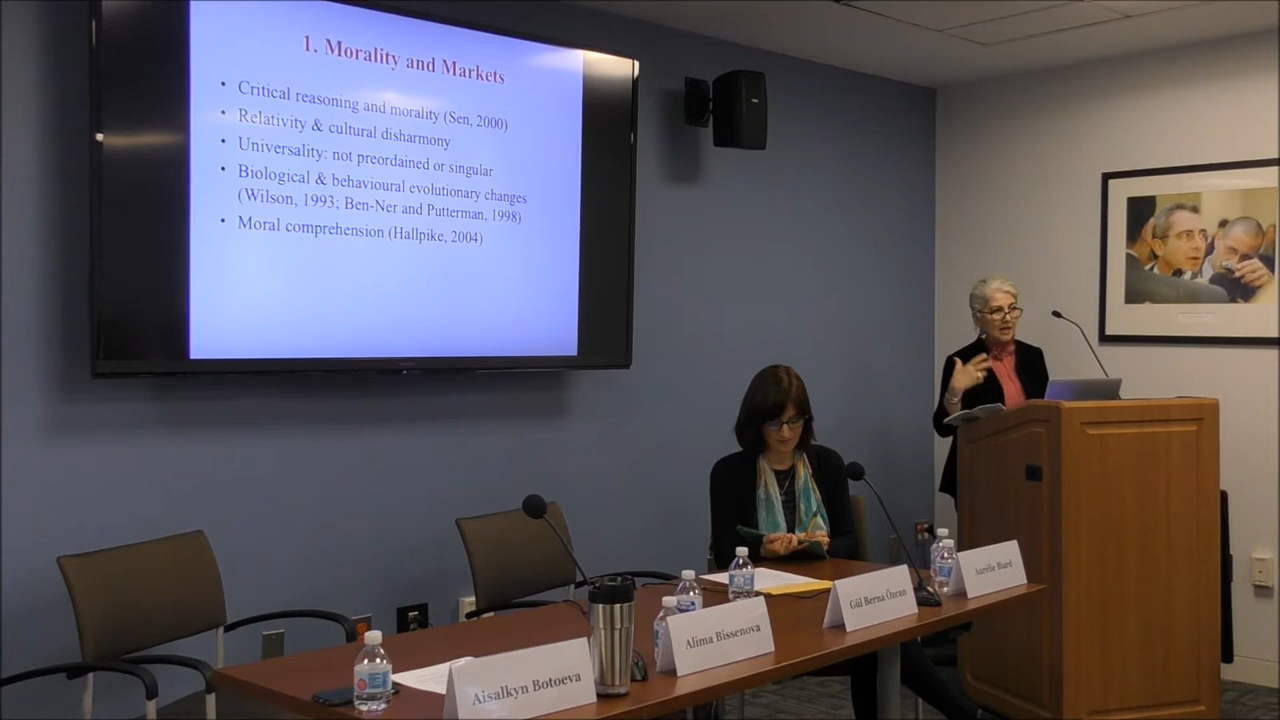 1. Morality and Markets
• Critical reasoning and morality (Sen, 2000)
• Relativity & cultural disharmony
• Universality: not preordained or singular
• Biological & behavioural evolutionary changes
(Wilson, 1993; Ben-Ner and Putterman, 1998)
• Moral comprehension (Hallpike, 2004)
Aisalkyn Botoeva
Alima Bissenova
Gül Berna Özcan
Aurélie Biard